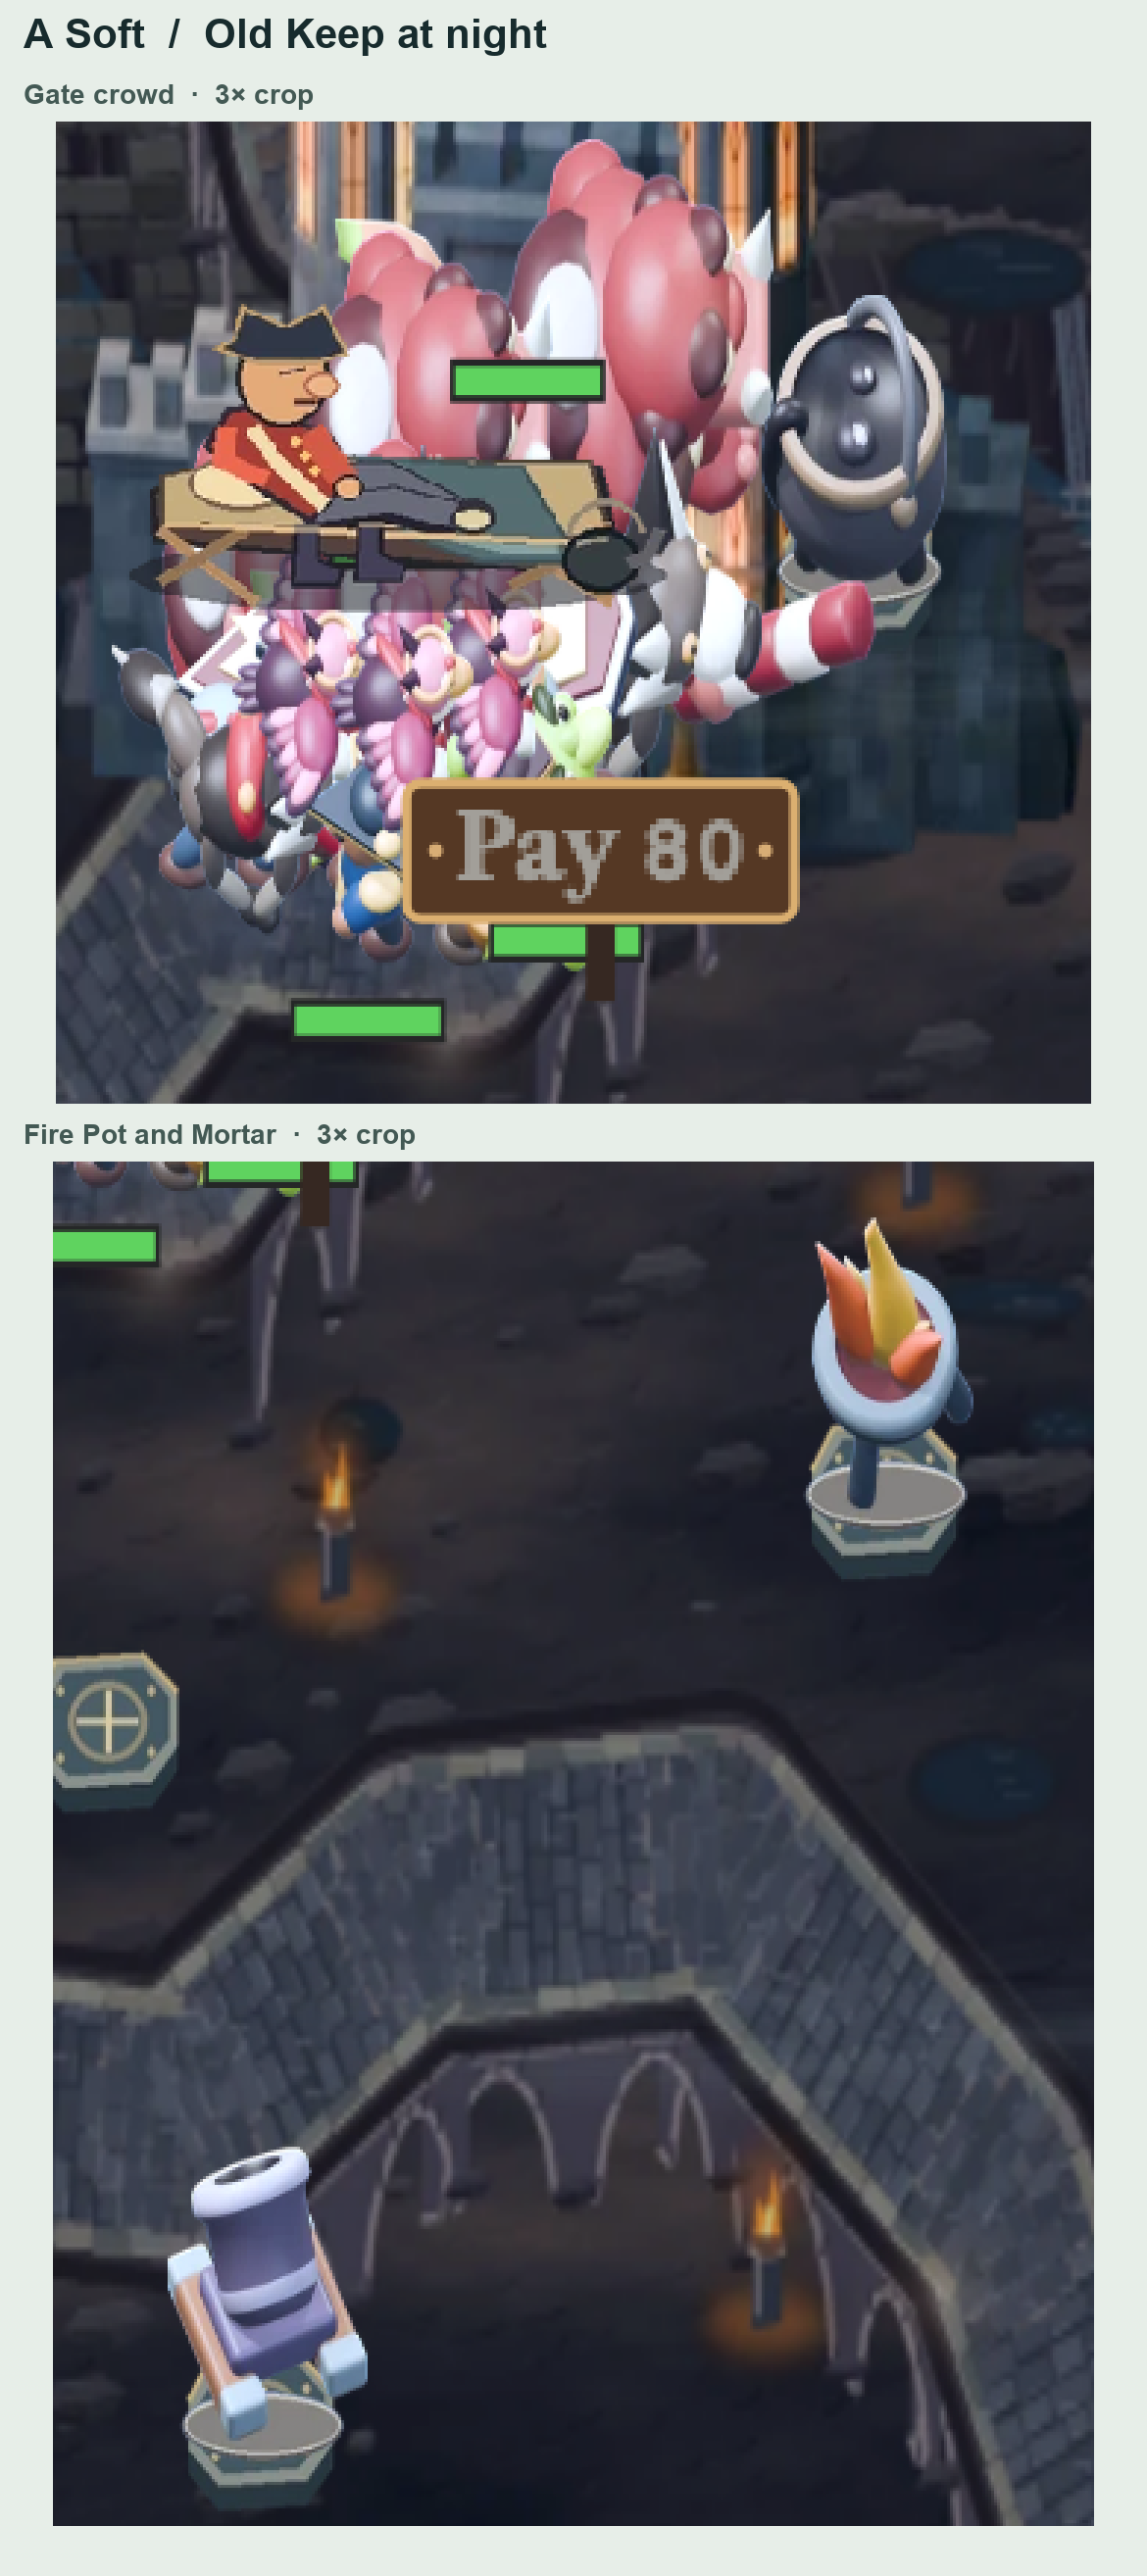 A Soft / Old Keep at night
Gate crowd · 3× crop
Pay 80
Fire Pot and Mortar · 3× crop